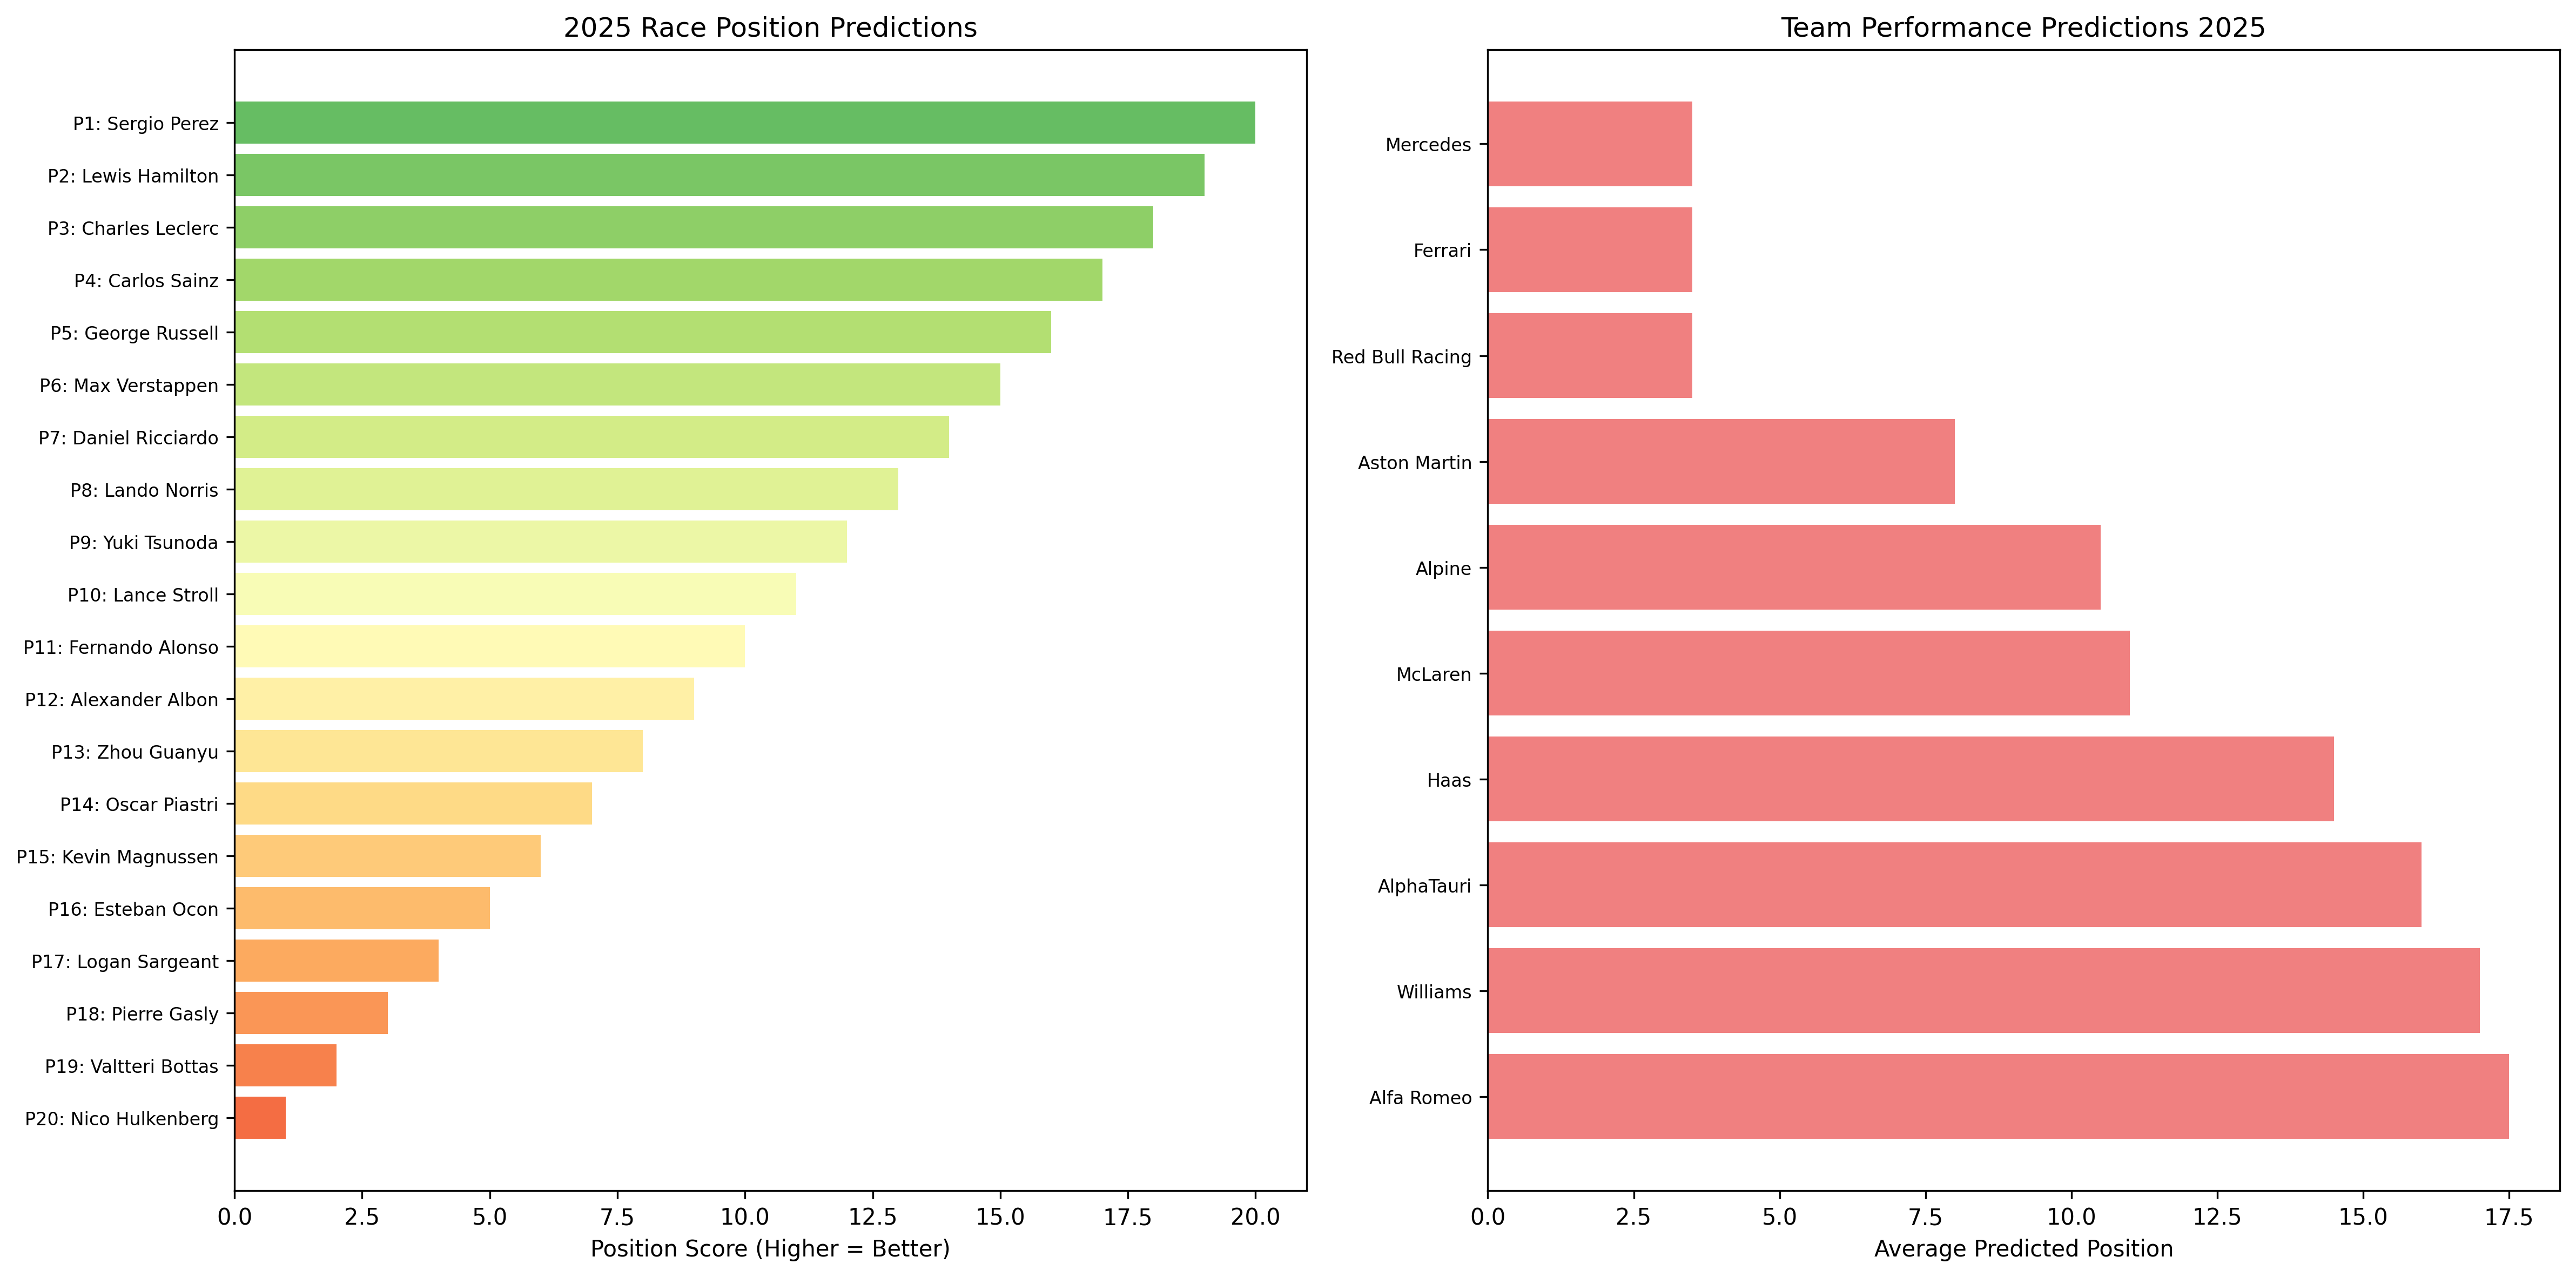 2025 Race Position Predictions
P1: Sergio Perez
P2: Lewis Hamilton
P3: Charles Leclerc
P4: Carlos Sainz
P5: George Russell
P6: Max Verstappen
P7: Daniel Ricciardo
P8: Lando Norris
P9: Yuki Tsunoda
P10: Lance Stroll
P11: Fernando Alonso
P12: Alexander Albon
P13: Zhou Guanyu
P14: Oscar Piastri
P15: Kevin Magnussen
P16: Esteban Ocon
P17: Logan Sargeant
P18: Pierre Gasly
P19: Valtteri Bottas
P20: Nico Hulkenberg
0.0 2.5 5.0 7.5 10.0 12.5 15.0 17.5 20.0
Position Score (Higher = Better)
Team Performance Predictions 2025
Mercedes
Ferrari
Red Bull Racing
Aston Martin
Alpine
McLaren
Haas
AlphaTauri
Williams
Alfa Romeo
0.0 2.5 5.0 7.5 10.0 12.5 15.0 17.5
Average Predicted Position